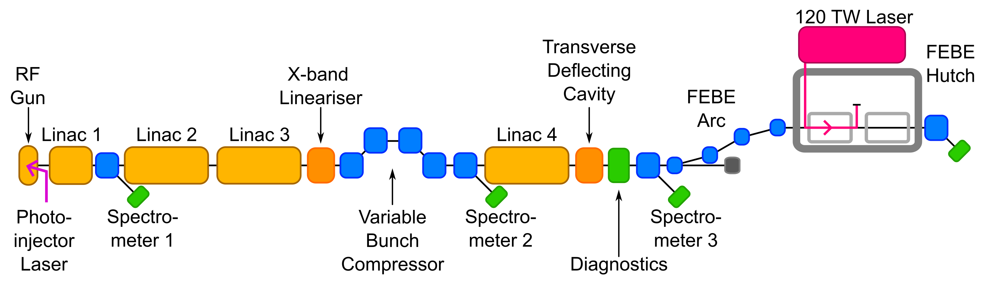 120 TW Laser
FEBE
Hutch
Transverse
Deflecting
Cavity
RF
Gun
X-band
Lineariser
FEBE
Arc
Linac 1
Linac 2
Linac 3
Linac 4
Photo-
injector
Laser
Spectro-
meter 1
Variable
Bunch
Compressor
Spectro-
meter 2
Diagnostics
Spectro-
meter 3